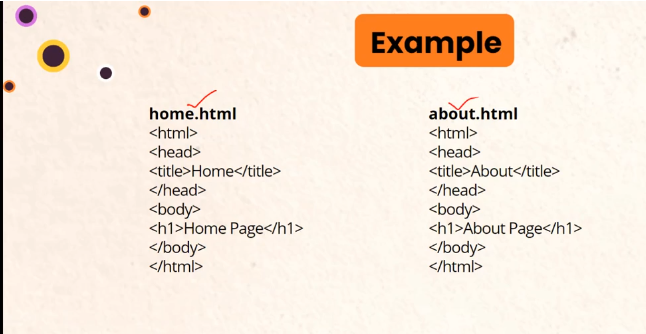 Example
home.html
<html>
<head>
<title>Home</title>
</head>
<body>
<h1>Home Page</h1>
</body>
</html>
about.html
<html>
<head>
<title>About</title>
</head>
<body>
<h1>About Page</h1>
</body>
</html>